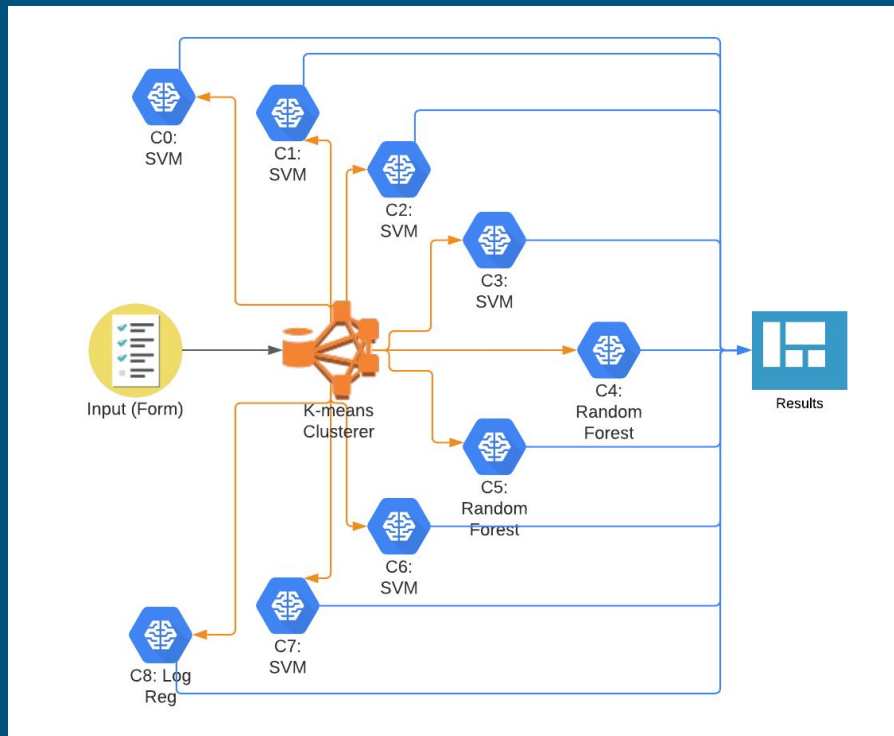 C0:
SVM
C1:
SVM
C2:
SVM
C3:
SVM
Input (Form)
K-means
Clusterer
C4:
Random
Forest
Results
C5:
Random
Forest
C6:
SVM
C7:
SVM
C8: Log
Reg